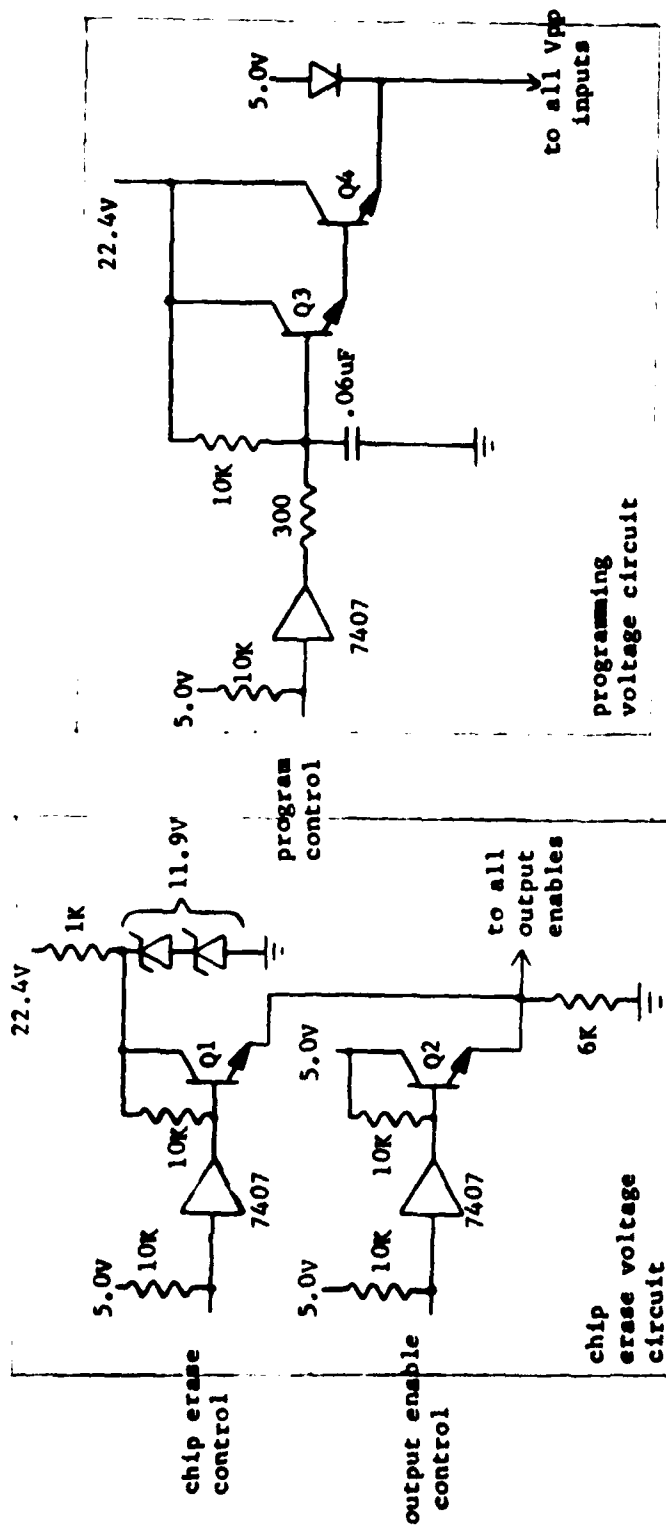 22.4V
1K
11.9V
5.0V
10K
10K
Q1
7407
chip erase
control
5.0V
10K
5.0V
10K
Q2
7407
output enable
control
to all
output
enables
6K
chip
erase voltage
circuit
22.4V
5.0V
10K
Q3
Q4
5.0V
10K
300
.06uF
7407
program
control
to all Vpp
inputs
programming
voltage circuit